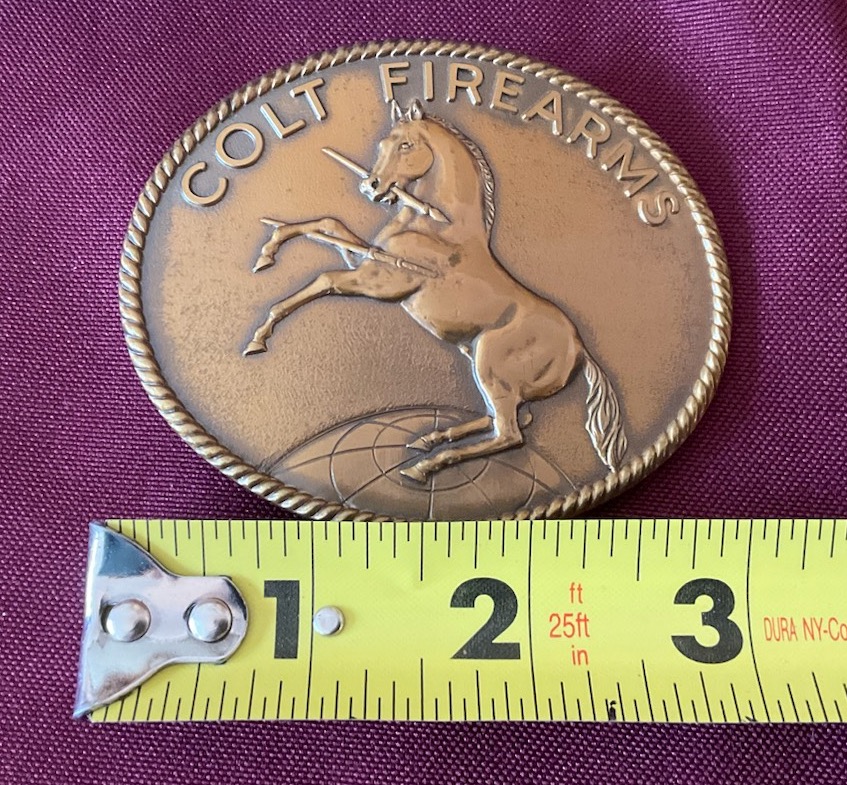 COLT FIREARMS
1 2 3
ft
25ft
in
DURA NY-Co